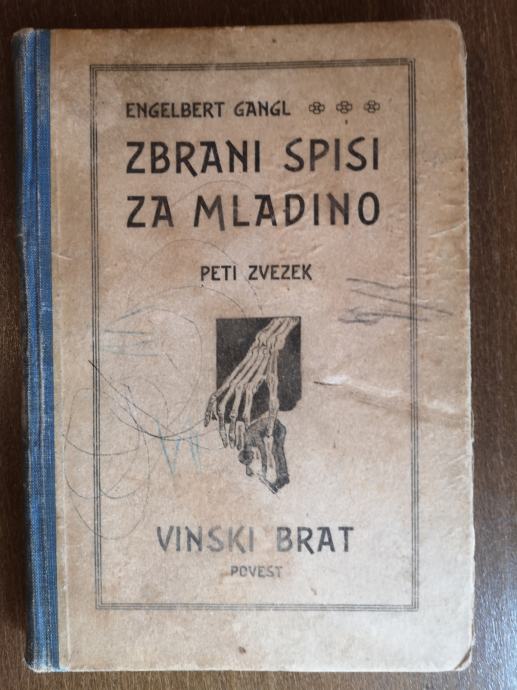 ENGELBERT GANGL
ZBRANI SPISI
ZA MLADINO
PETI ZVEZEK
VINSKI BRAT
POVEST